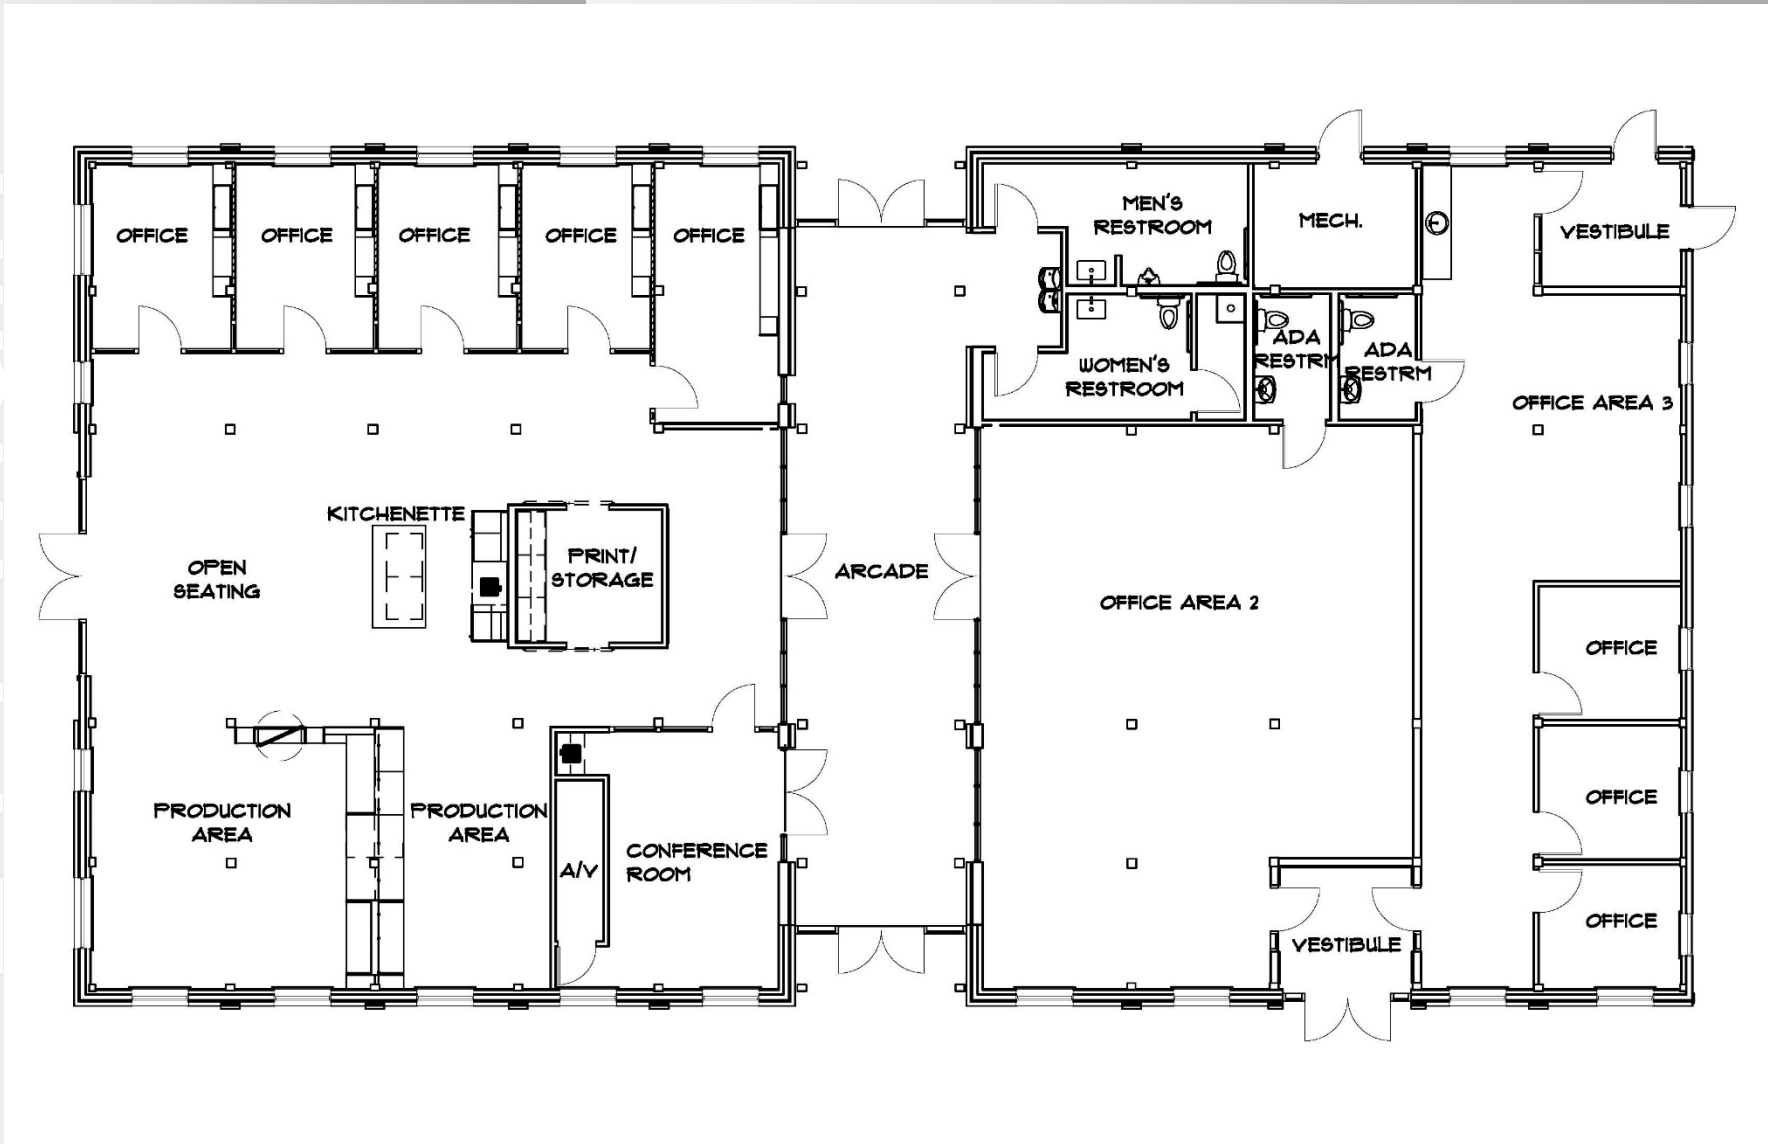 OFFICE
OFFICE
OFFICE
OFFICE
OFFICE
MEN'S
RESTROOM
MECH.
VESTIBULE
ADA
RESTRM
ADA
RESTRM
WOMEN'S
RESTROOM
OFFICE AREA 3
KITCHENETTE
OPEN
SEATING
PRINT/
STORAGE
ARCADE
OFFICE AREA 2
OFFICE
PRODUCTION
AREA
PRODUCTION
AREA
A/V
CONFERENCE
ROOM
OFFICE
OFFICE
VESTIBULE